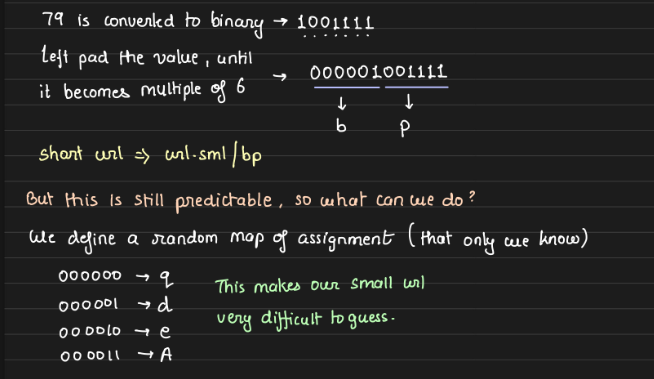 79 is converted to binary → 1001111
left pad the value, until
it becomes multiple of 6 → 000001001111
↓ ↓
b p
short url ⇒ url.sml/bp
But this is still predictable, so what can we do?
We define a random map of assignment (that only we know)
000000 → q
000001 → d
000010 → e
000011 → A
This makes our small url
very difficult to guess.